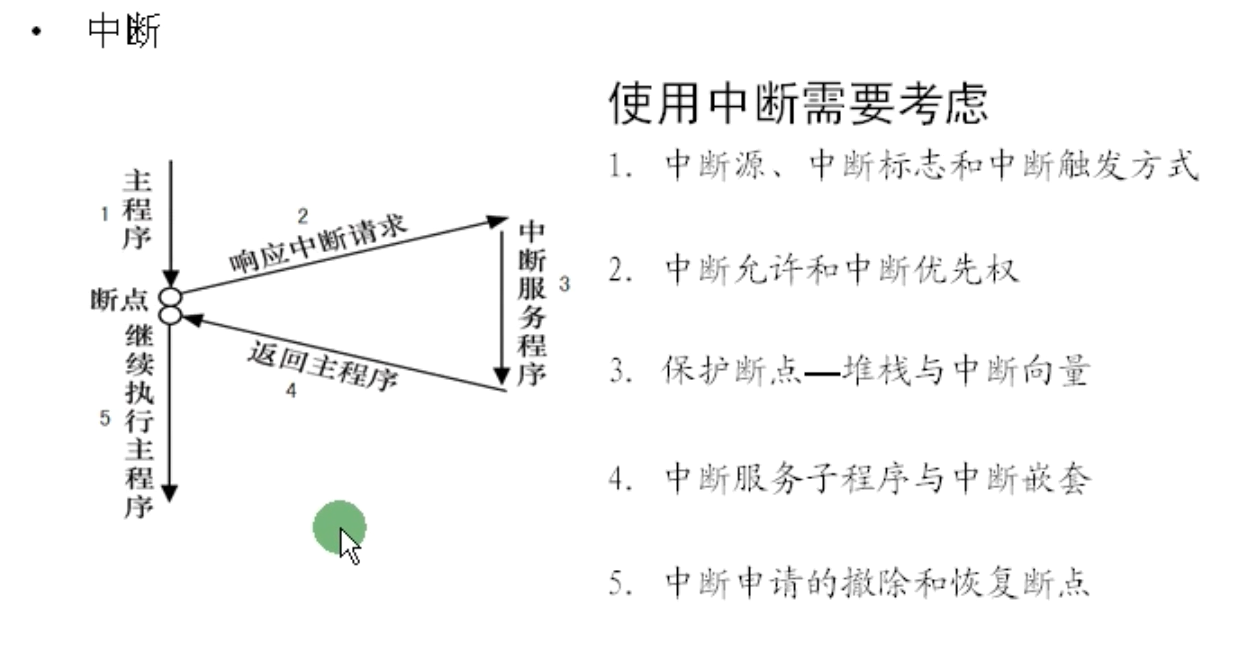 • 中断
使用中断需要考虑
1. 中断源、中断标志和中断触发方式
2. 中断允许和中断优先权
3. 保护断点—堆栈与中断向量
4. 中断服务子程序与中断嵌套
5. 中断申请的撤除和恢复断点
1 主程序
2
响应中断请求
中断服务程序 3
断点
返回主程序
4
5 继续执行主程序